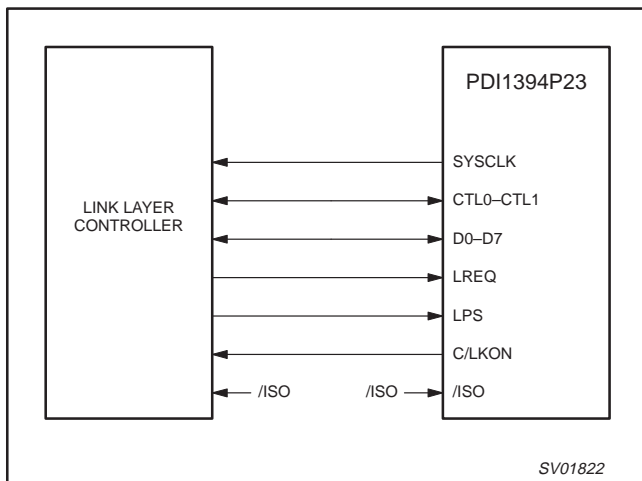 PDI1394P23
LINK LAYER
CONTROLLER
SYSCLK
CTL0–CTL1
D0–D7
LREQ
LPS
C/LKON
/ISO /ISO /ISO
SV01822